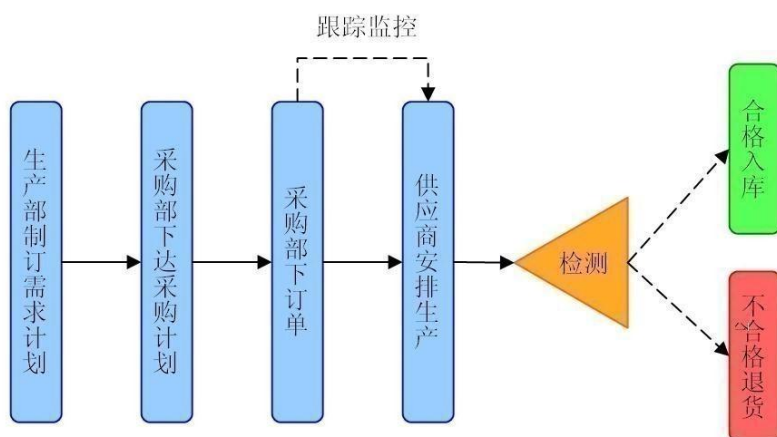 跟踪监控
生产部制订需求计划
采购部下达采购计划
采购部下订单
供应商安排生产
检测
合格入库
不合格退货